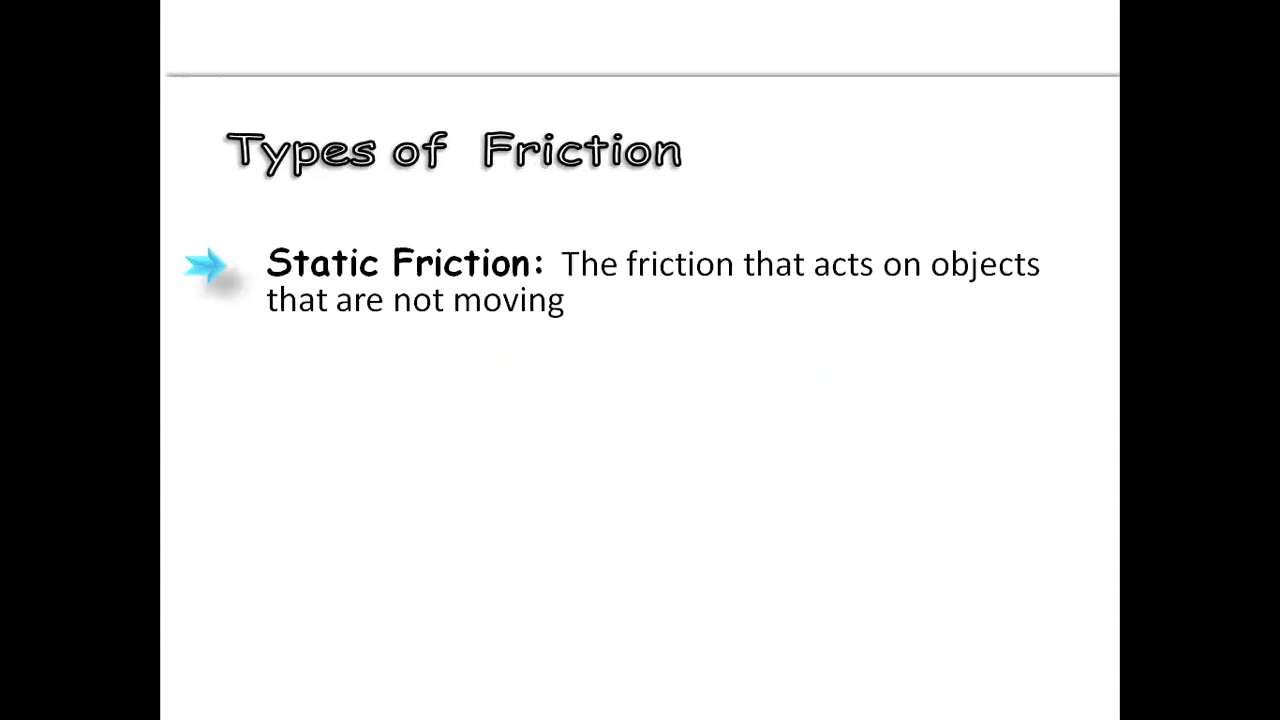 Types of Friction
Static Friction: The friction that acts on objects
that are not moving